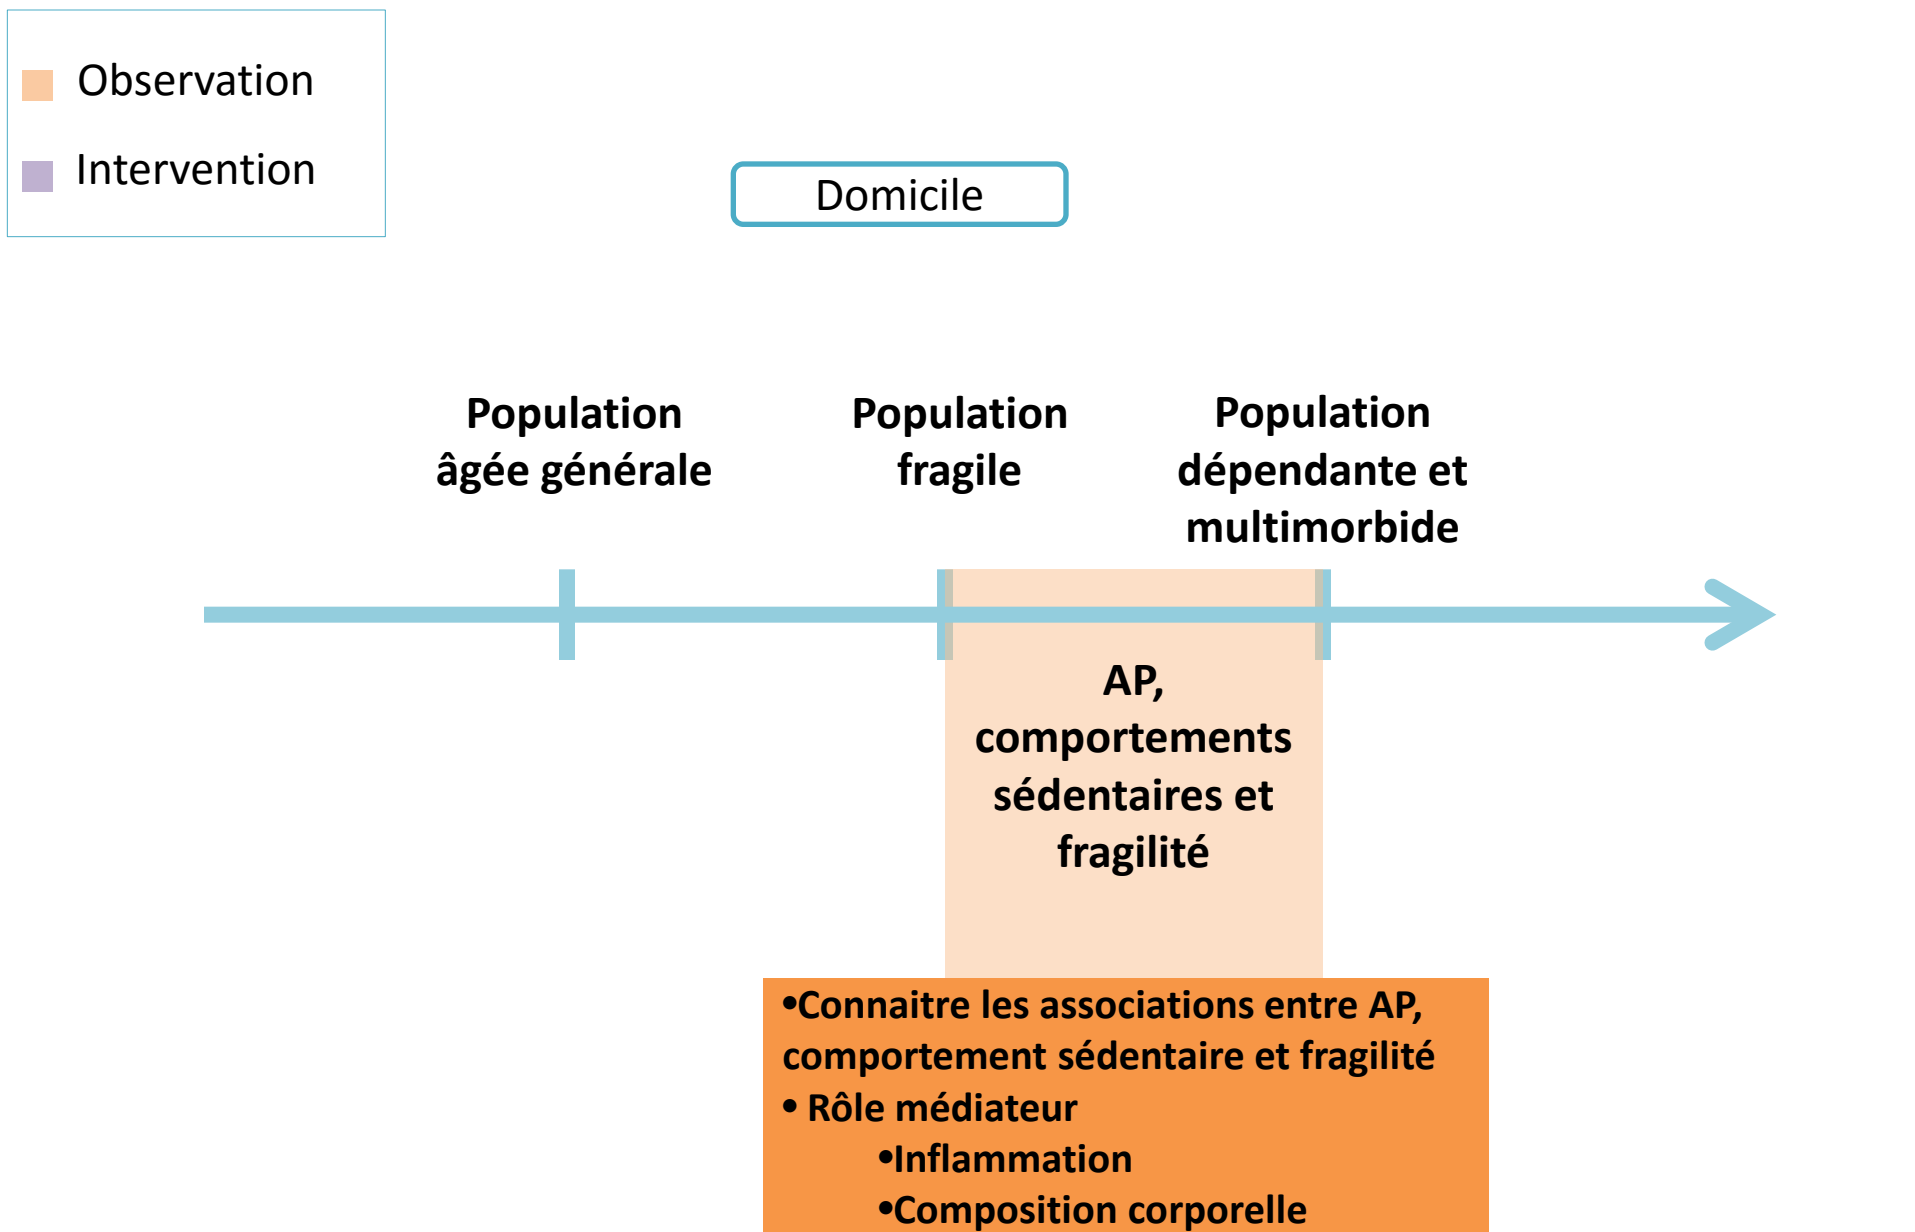 Observation
Intervention
Domicile
Population
âgée générale
Population
fragile
Population
dépendante et
multimorbide
AP,
comportements
sédentaires et
fragilité
•Connaitre les associations entre AP,
comportement sédentaire et fragilité
• Rôle médiateur
•Inflammation
•Composition corporelle